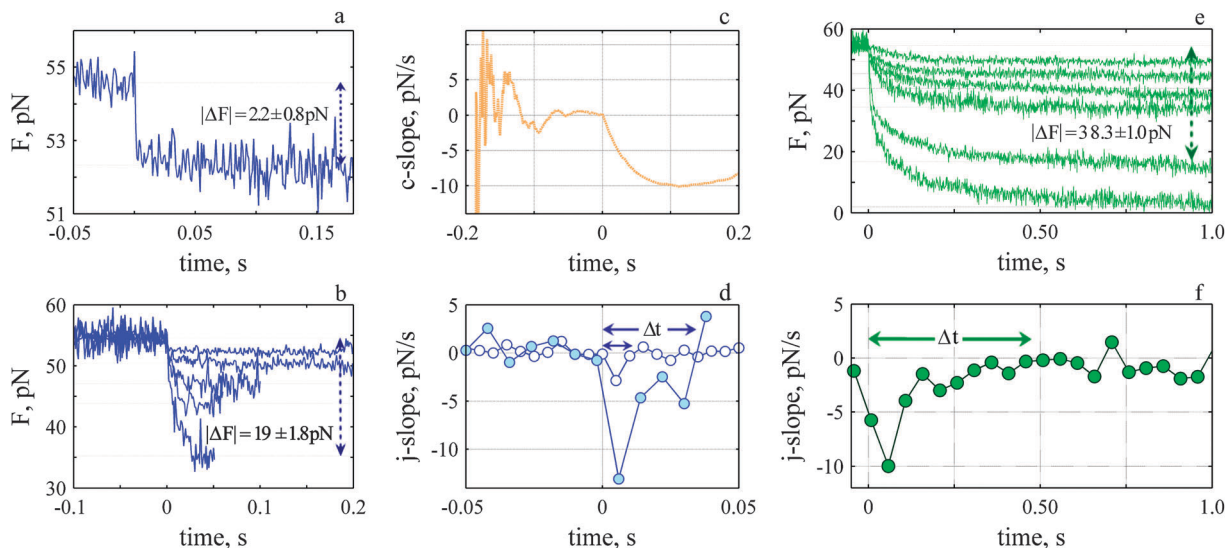 a
F, pN
55
53
51
|ΔF|=2.2±0.8pN
-0.05
0
0.05
0.15
time, s
c
c-slope, pN/s
5
0
-5
-10
-0.2
-0.1
0
0.2
time, s
e
F, pN
60
40
20
0
|ΔF|=38.3±1.0pN
0
0.50
1.0
time, s
b
F, pN
60
50
40
30
|ΔF|=19 ±1.8pN
-0.1
0
0.1
0.2
time, s
d
j-slope, pN/s
5
0
-5
-10
Δt
-0.05
0
0.05
time, s
f
j-slope, pN/s
5
0
-5
-10
Δt
0
0.50
1.0
time, s